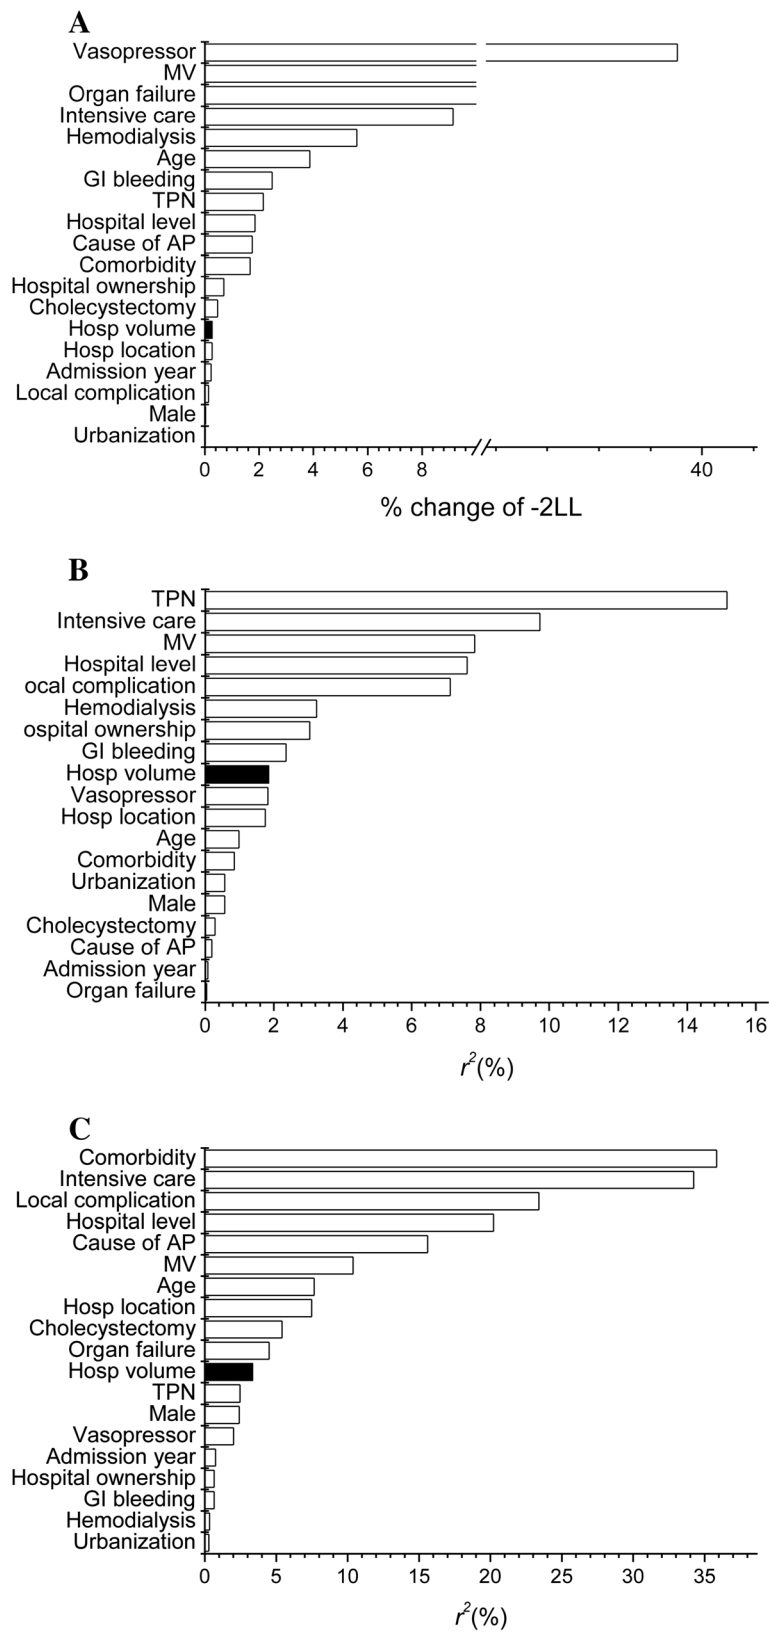 A
Vasopressor
MV
Organ failure
Intensive care
Hemodialysis
Age
GI bleeding
TPN
Hospital level
Cause of AP
Comorbidity
Hospital ownership
Cholecystectomy
Hosp volume
Hosp location
Admission year
Local complication
Male
Urbanization
0 2 4 6 8 40
% change of -2LL
B
TPN
Intensive care
MV
Hospital level
ocal complication
Hemodialysis
ospital ownership
GI bleeding
Hosp volume
Vasopressor
Hosp location
Age
Comorbidity
Urbanization
Male
Cholecystectomy
Cause of AP
Admission year
Organ failure
0 2 4 6 8 10 12 14 16
r²(%)
C
Comorbidity
Intensive care
Local complication
Hospital level
Cause of AP
MV
Age
Hosp location
Cholecystectomy
Organ failure
Hosp volume
TPN
Male
Vasopressor
Admission year
Hospital ownership
GI bleeding
Hemodialysis
Urbanization
0 5 10 15 20 25 30 35
r²(%)